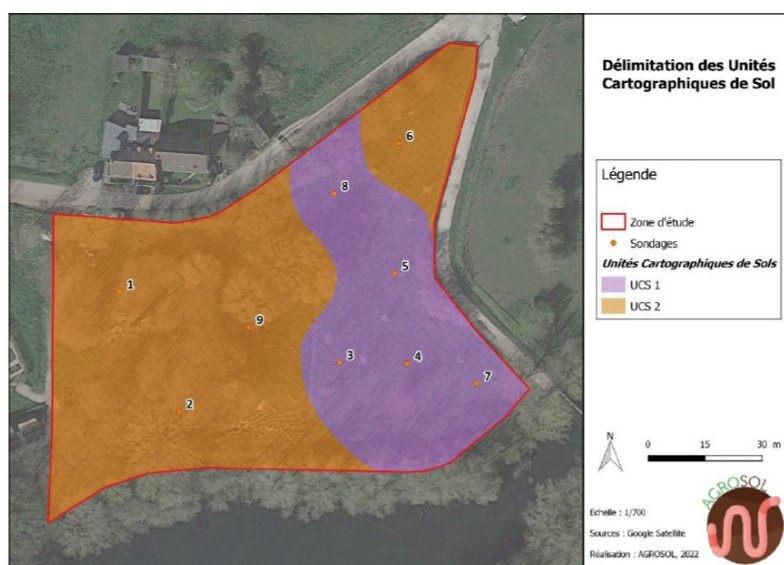 Délimitation des Unités
Cartographiques de Sol
Légende
Zone d'étude
Sondages
Unités Cartographiques de Sols
UCS 1
UCS 2
6
8
5
1
9
3
4
7
2
N
0 15 30 m
Echelle : 1/700
Sources : Google Satellite
Réalisation : AGROSOL, 2022
AGROSOL